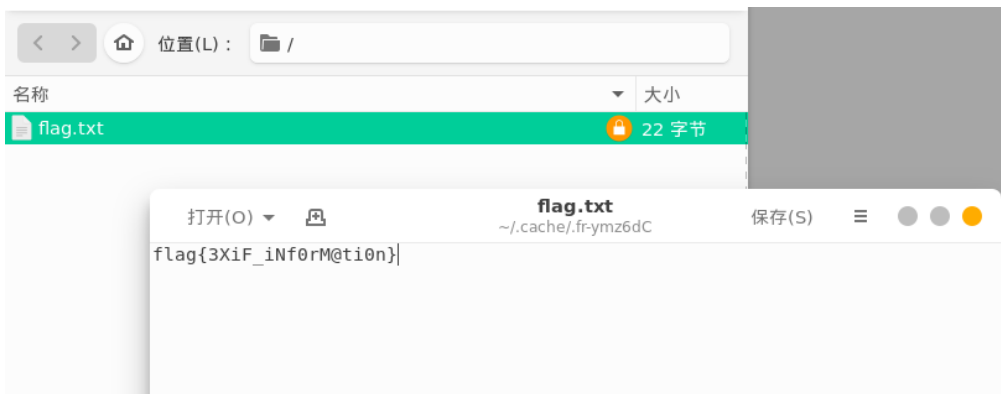 位置(L)： /
名称 大小
flag.txt 22 字节
打开(O) flag.txt 保存(S)
~/.cache/.fr-ymz6dC
flag{3XiF_iNf0rM@ti0n}